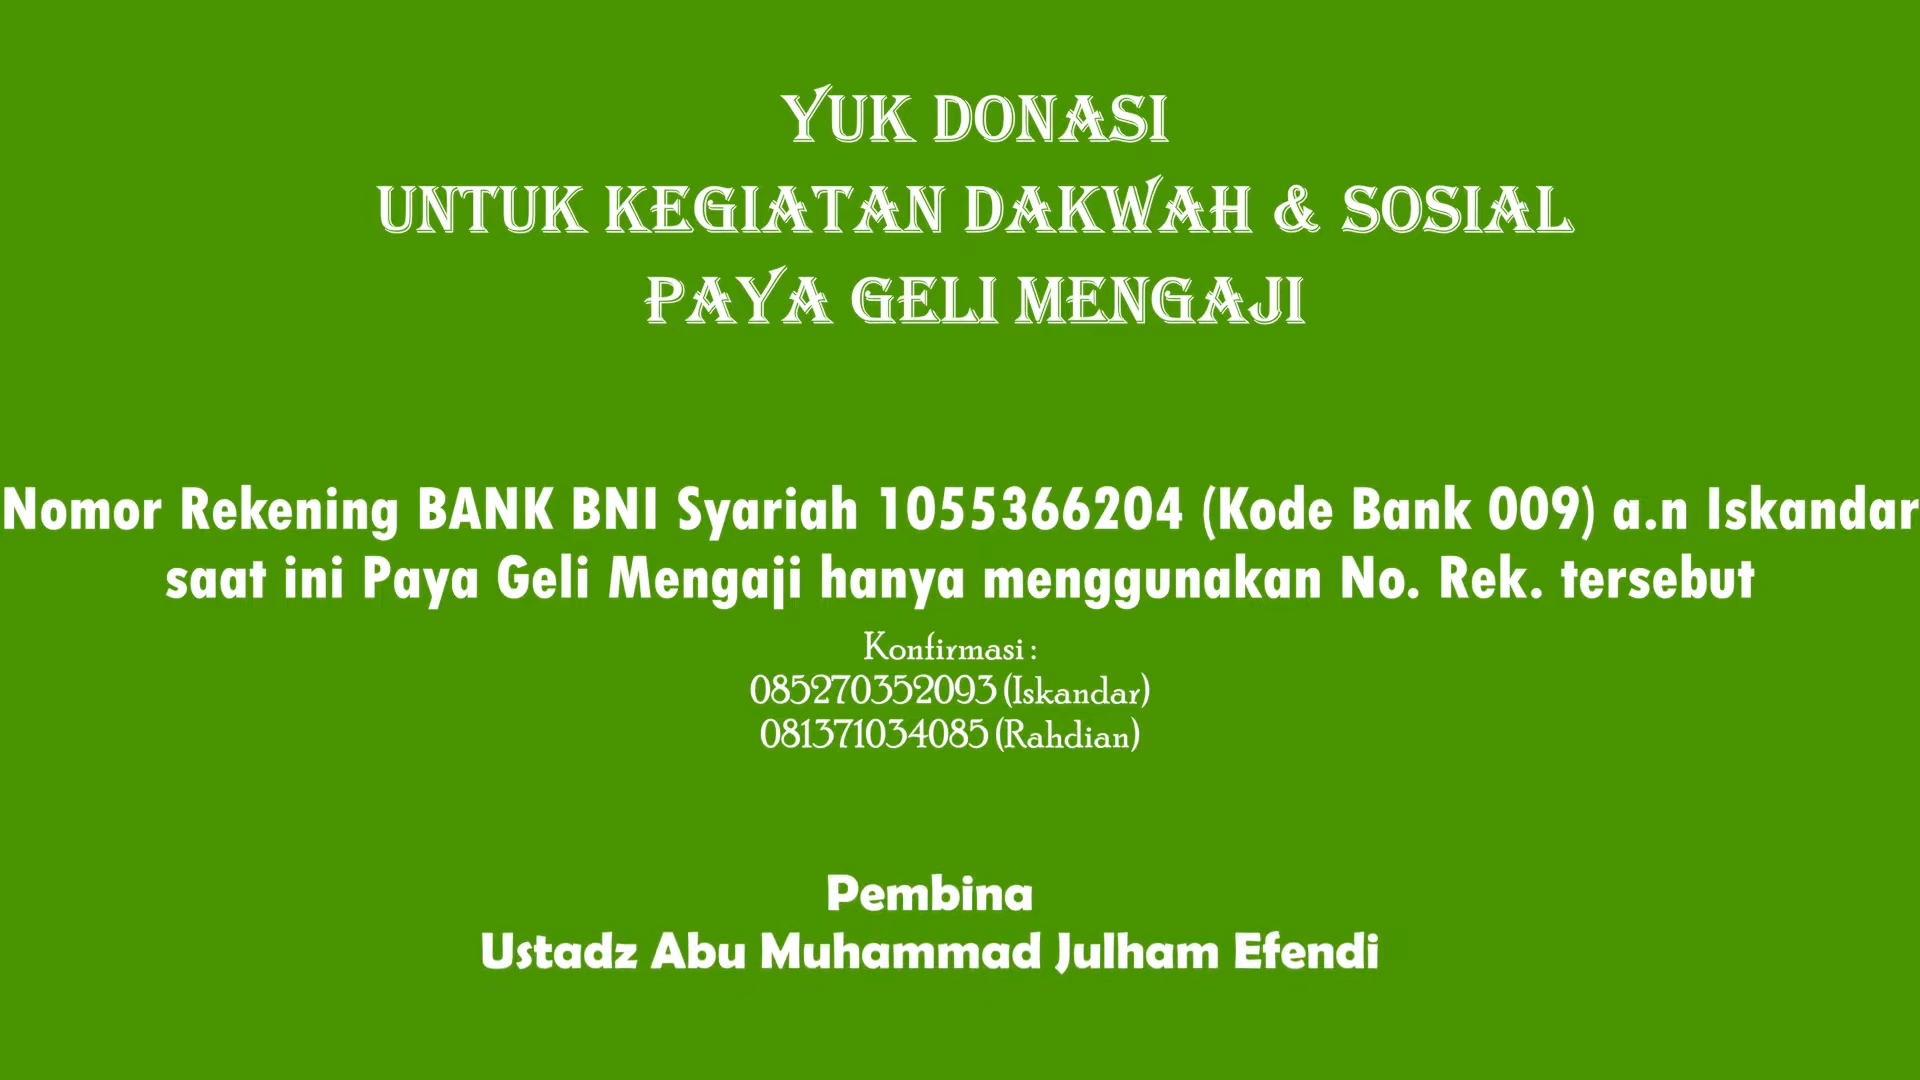 YUK DONASI
UNTUK KEGIATAN DAKWAH & SOSIAL
PAYA GELI MENGAJI
Nomor Rekening BANK BNI Syariah 1055366204 (Kode Bank 009) a.n Iskandar
saat ini Paya Geli Mengaji hanya menggunakan No. Rek. tersebut
Konfirmasi :
085270352093 (Iskandar)
081371034085 (Rahdian)
Pembina
Ustadz Abu Muhammad Julham Efendi